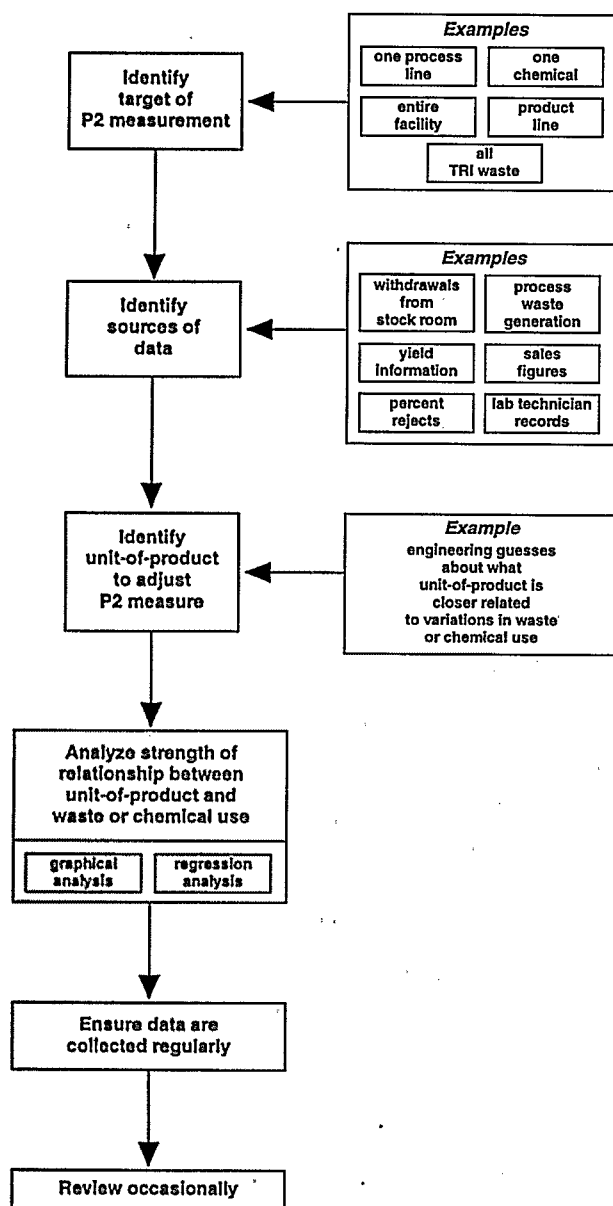 Identify
target of
P2 measurement
Examples
one process
line
one
chemical
entire
facility
product
line
all
TRI waste
Identify
sources of
data
Examples
withdrawals
from
stock room
process
waste
generation
yield
information
sales
figures
percent
rejects
lab technician
records
Identify
unit-of-product
to adjust
P2 measure
Example
engineering guesses
about what
unit-of-product is
closer related
to variations in waste
or chemical use
Analyze strength of
relationship between
unit-of-product and
waste or chemical use
graphical
analysis
regression
analysis
Ensure data are
collected regularly
Review occasionally